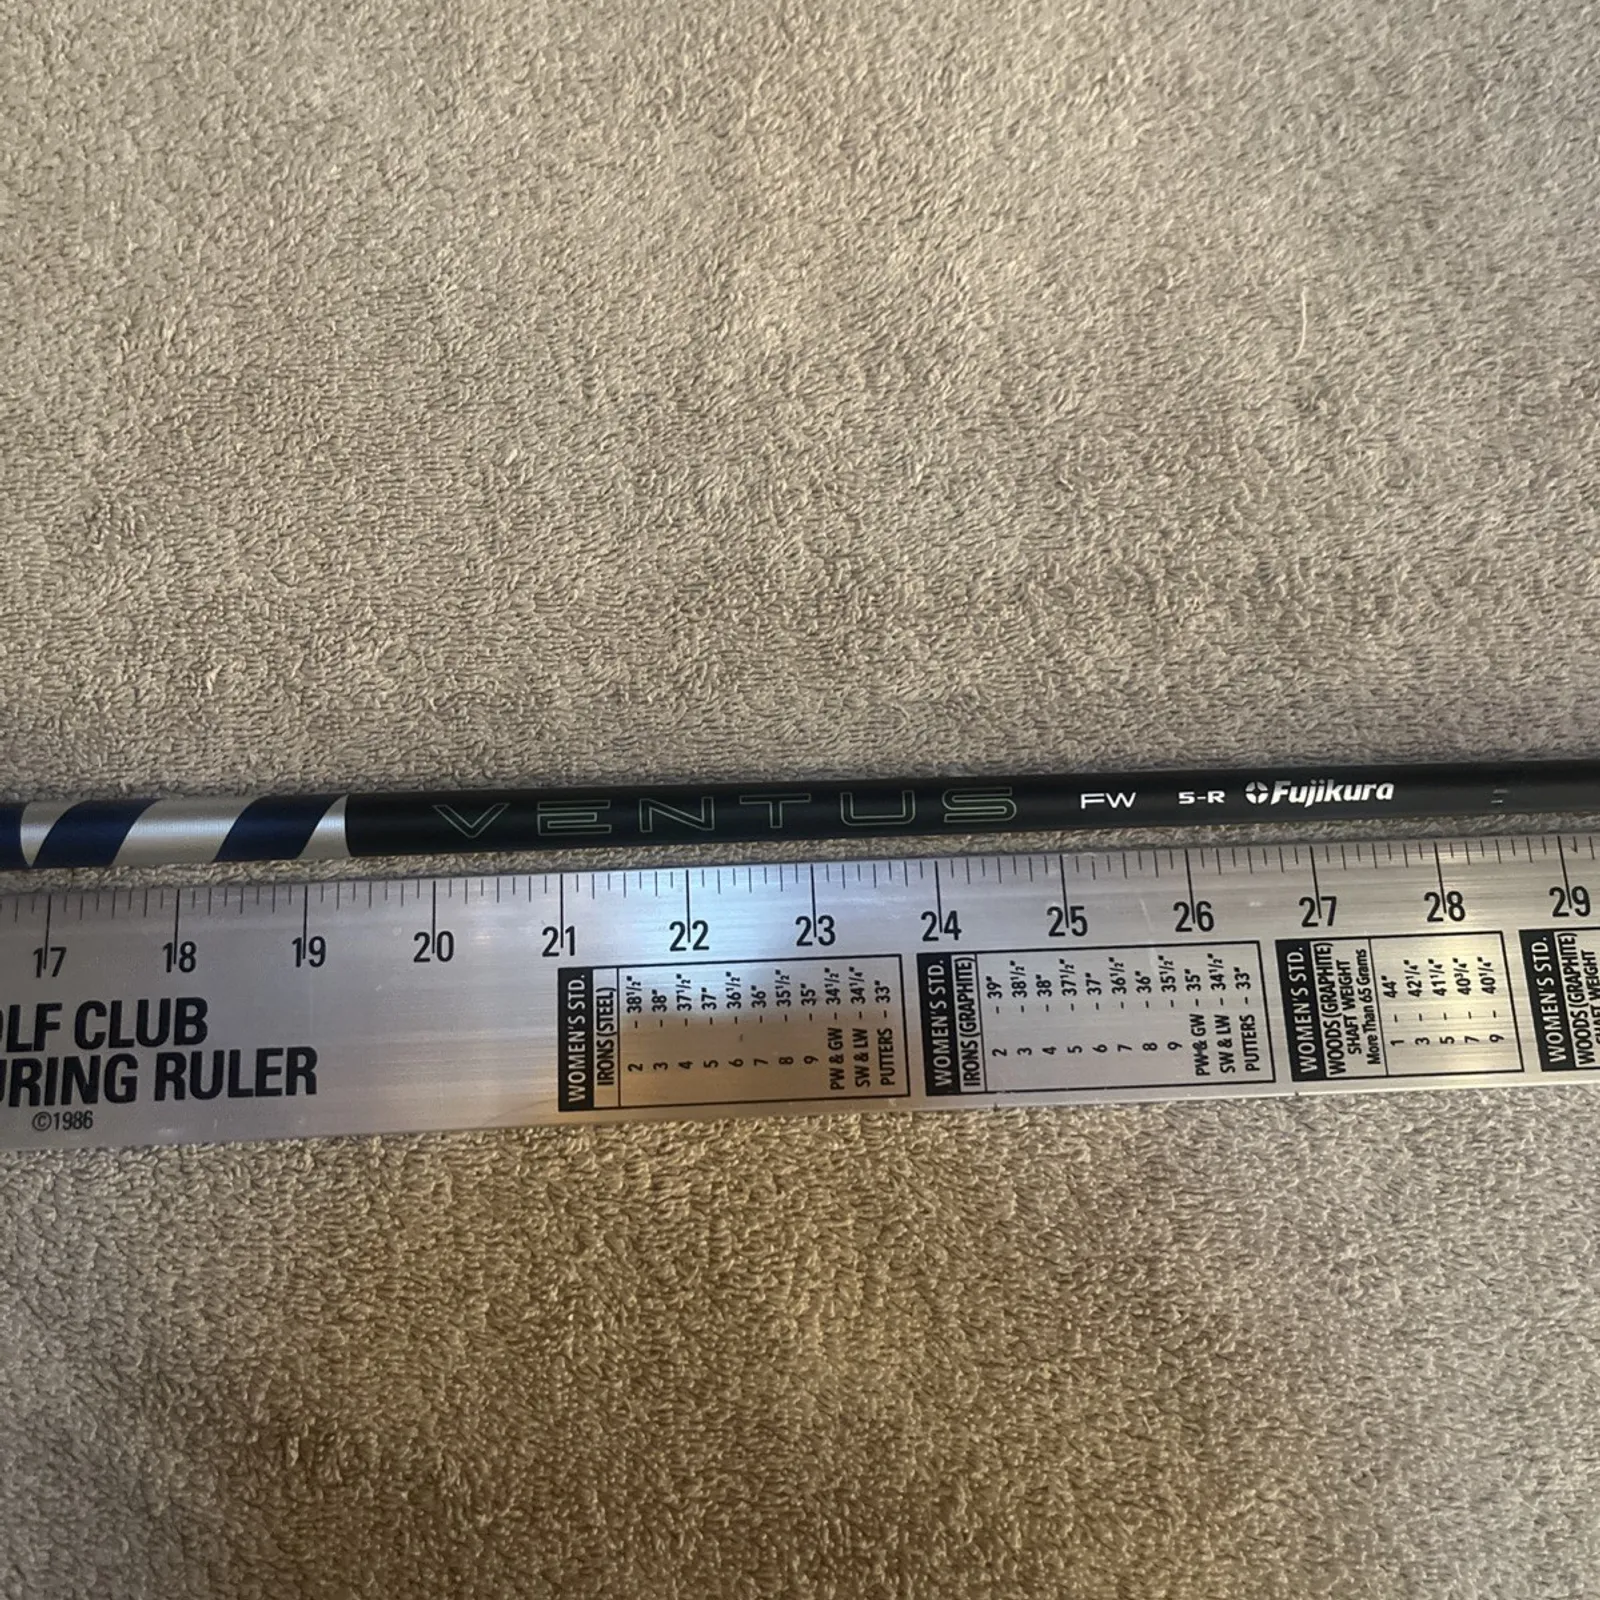 VENTUS FW 5-R Fujikura
17 18 19 20 21 22 23 24 25 26 27 28 29
CLUB
RULER
©1986
WOMEN'S STD.
IRONS (STEEL)
2 - 38½"
3 - 38"
4 - 37½"
5 - 37"
6 - 36½"
7 - 36"
8 - 35½"
9 - 35"
PW & GW - 34½"
SW & LW - 34¼"
PUTTERS - 33"
WOMEN'S STD.
IRONS (GRAPHITE)
2 - 39"
3 - 38½"
4 - 38"
5 - 37½"
6 - 37"
7 - 36½"
8 - 36"
9 - 35½"
PW & GW - 35"
SW & LW - 34½"
PUTTERS - 33"
WOMEN'S STD.
WOODS (GRAPHITE)
SHAFT WEIGHT
More Than 65 Grams
1 - 44"
3 - 42¼"
5 - 41¼"
7 - 40¾"
9 - 40¼"
WOMEN'S STD.
WOODS (GRAPHITE)
SHAFT WEIGHT